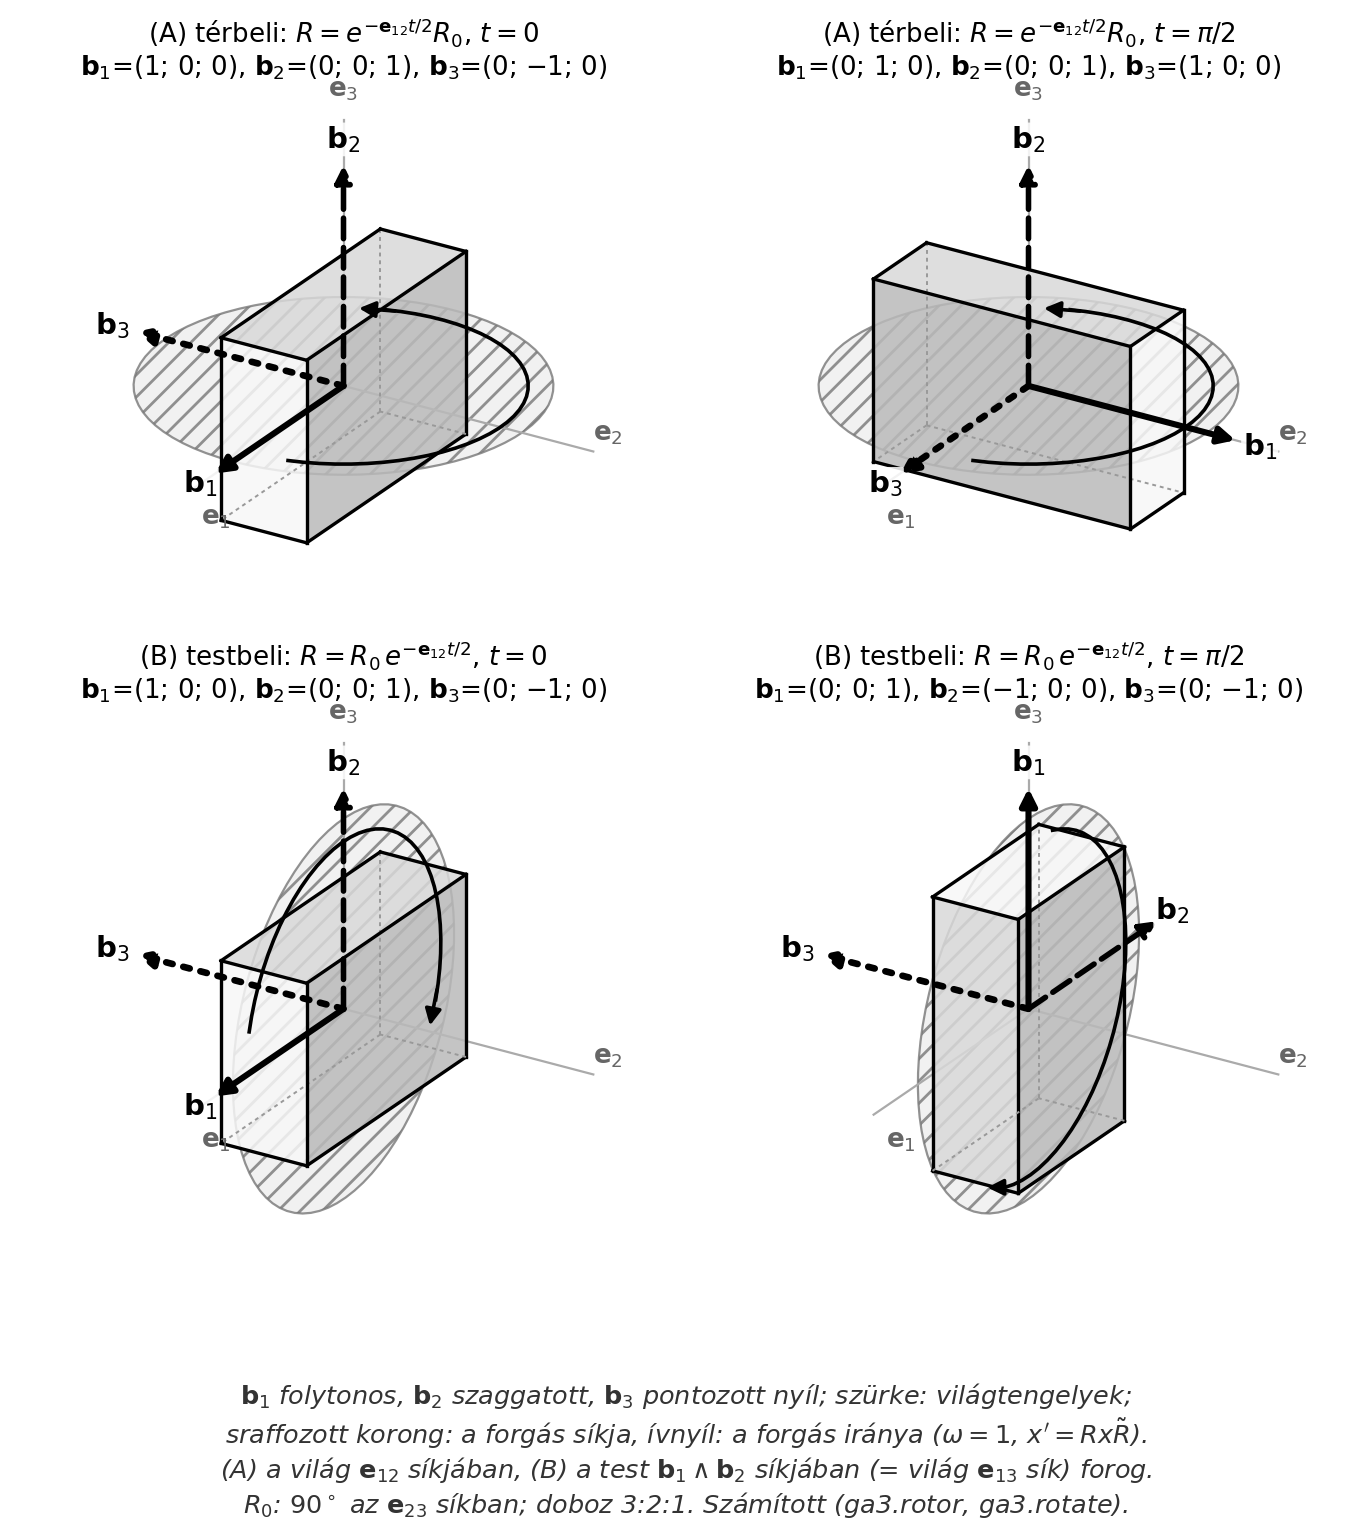 (A) térbeli: R = e^{−e₁₂t/2}R₀, t = 0
b₁=(1; 0; 0), b₂=(0; 0; 1), b₃=(0; −1; 0)
e₃
b₂
b₃
e₂
b₁
e₁
(A) térbeli: R = e^{−e₁₂t/2}R₀, t = π/2
b₁=(0; 1; 0), b₂=(0; 0; 1), b₃=(1; 0; 0)
e₃
b₂
b₁
e₂
b₃
e₁
(B) testbeli: R = R₀ e^{−e₁₂t/2}, t = 0
b₁=(1; 0; 0), b₂=(0; 0; 1), b₃=(0; −1; 0)
e₃
b₂
b₃
e₂
b₁
e₁
(B) testbeli: R = R₀ e^{−e₁₂t/2}, t = π/2
b₁=(0; 0; 1), b₂=(−1; 0; 0), b₃=(0; −1; 0)
e₃
b₁
b₂
b₃
e₂
e₁
b₁ folytonos, b₂ szaggatott, b₃ pontozott nyíl; szürke: világtengelyek;
sraffozott korong: a forgás síkja, ívnyíl: a forgás iránya (ω = 1, x′ = RxR̃).
(A) a világ e₁₂ síkjában, (B) a test b₁ ∧ b₂ síkjában (= világ e₁₃ sík) forog.
R₀: 90° az e₂₃ síkban; doboz 3:2:1. Számított (ga3.rotor, ga3.rotate).